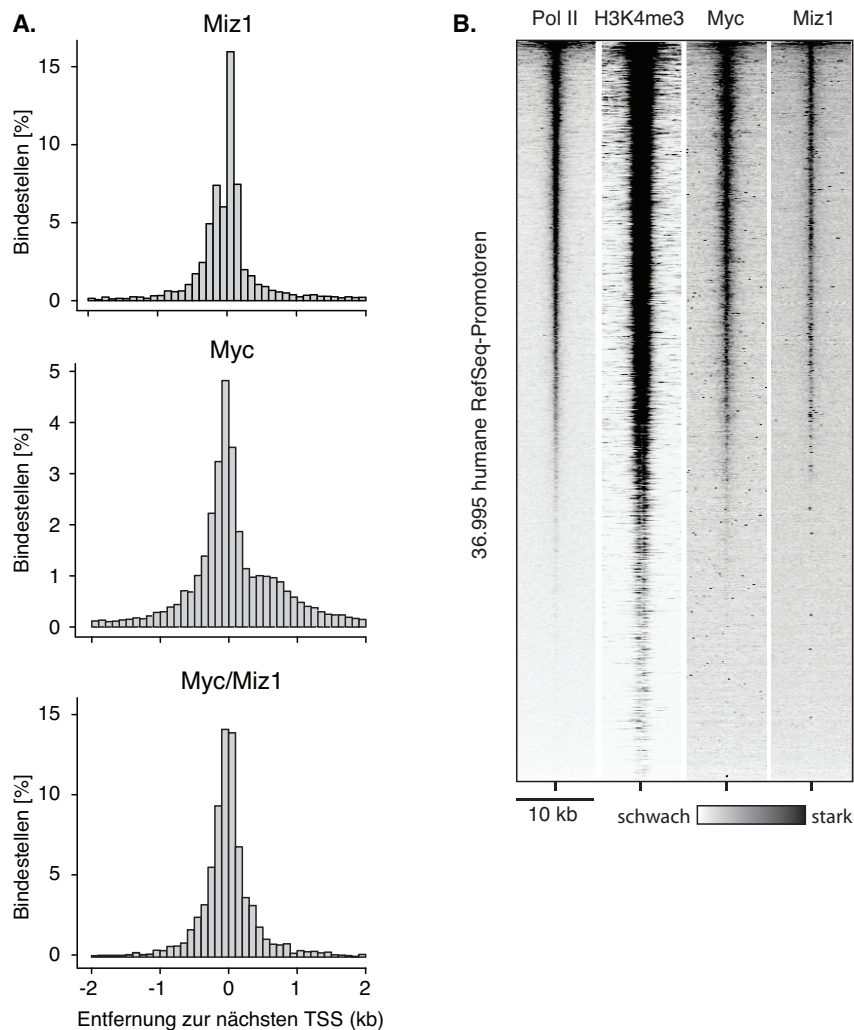 A.
Miz1
15
10
5
0
Bindestellen [%]
Myc
5
4
3
2
1
0
Bindestellen [%]
Myc/Miz1
15
10
5
0
Bindestellen [%]
-2 -1 0 1 2
Entfernung zur nächsten TSS (kb)
B.
Pol II H3K4me3 Myc Miz1
36.995 humane RefSeq-Promotoren
10 kb
schwach stark